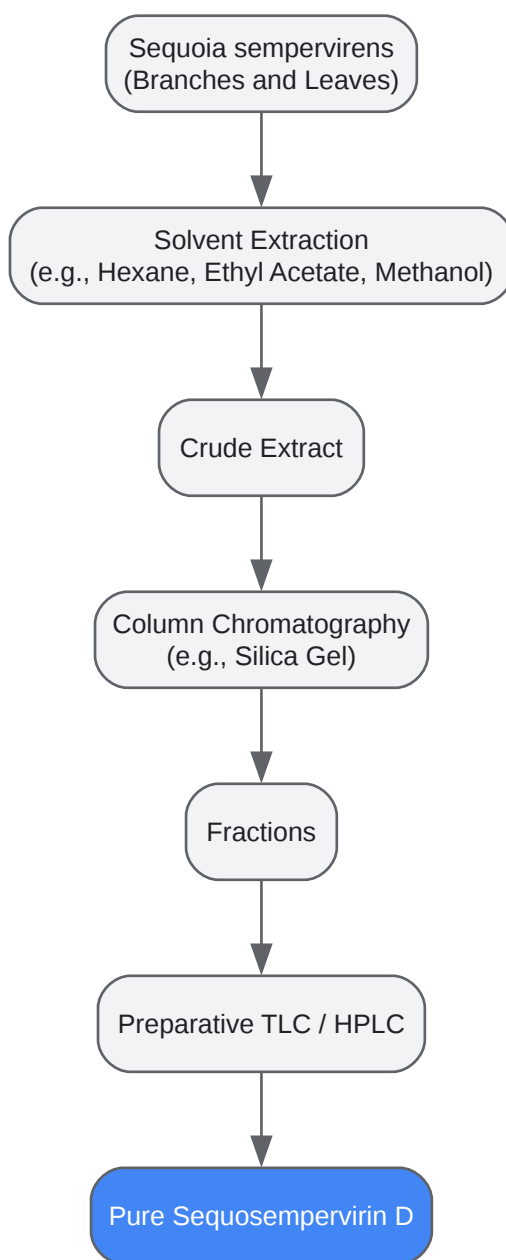 Sequoia sempervirens
(Branches and Leaves)
Solvent Extraction
(e.g., Hexane, Ethyl Acetate, Methanol)
Crude Extract
Column Chromatography
(e.g., Silica Gel)
Fractions
Preparative TLC / HPLC
Pure Sequosempervirin D